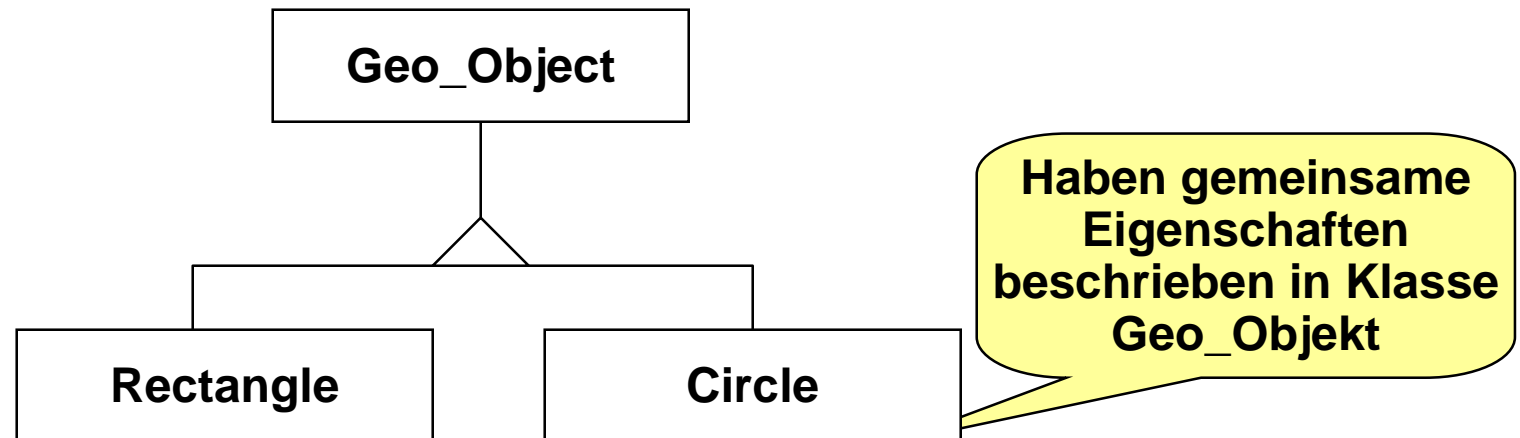 Geo_Object
Haben gemeinsame
Eigenschaften
beschrieben in Klasse
Geo_Objekt
Rectangle
Circle